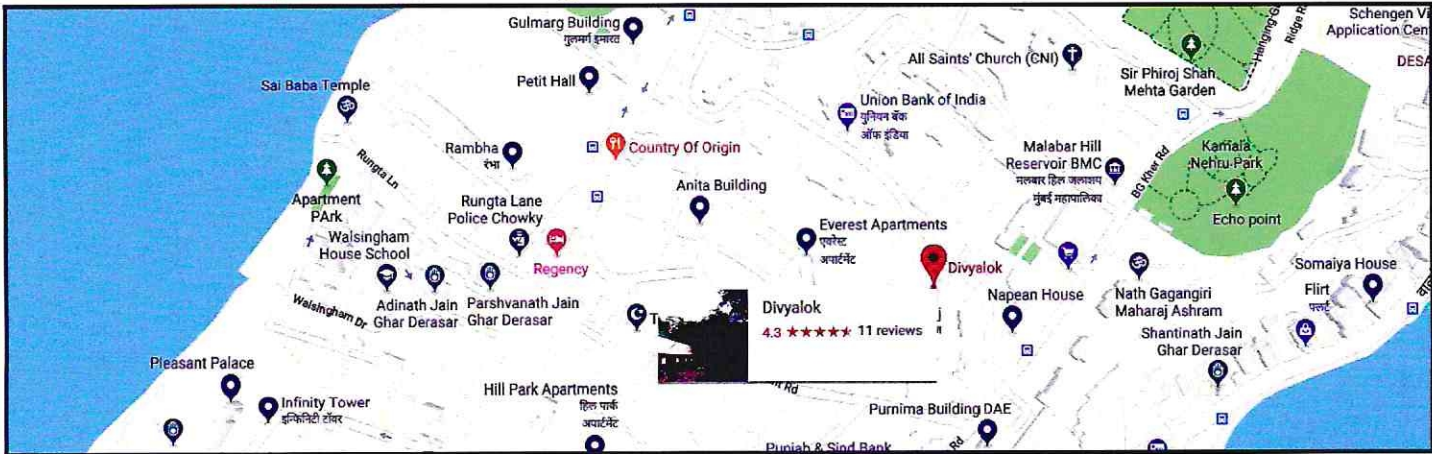 Gulmarg Building
गुलमर्ग इमारत
Petit Hall
Sai Baba Temple
All Saints' Church (CNI)
Hanging
Ridge
Schengen
Application
Sir Phiroj Shah
Mehta Garden
Union Bank of India
युनियन बँक
ऑफ इंडिया
Country Of Origin
Rambha
रंभा
Rungta Ln
Malabar Hill
Reservoir BMC
मलबार हिल जलाशय
मुंबई महापालिका
BG Kher Rd
Kamala
Nehru Park
Echo point
Apartment
PArk
Rungta Lane
Police Chowky
Anita Building
Everest Apartments
एवरेस्ट
अपार्टमेंट
Walsingham
House School
Regency
Divyalok
Adinath Jain
Ghar Derasar
Parshvanath Jain
Ghar Derasar
Walsingham Dr
Napean House
Nath Gagangiri
Maharaj Ashram
Somaiya House
Flirt
फ्लर्ट
Divyalok
4.3 11 reviews
Shantinath Jain
Ghar Derasar
Pleasant Palace
Infinity Tower
इन्फिनिटी टॉवर
Hill Park Apartments
हिल पार्क
अपार्टमेंट
Rd
Purnima Building DAE
Punjab & Sind Bank
Rd